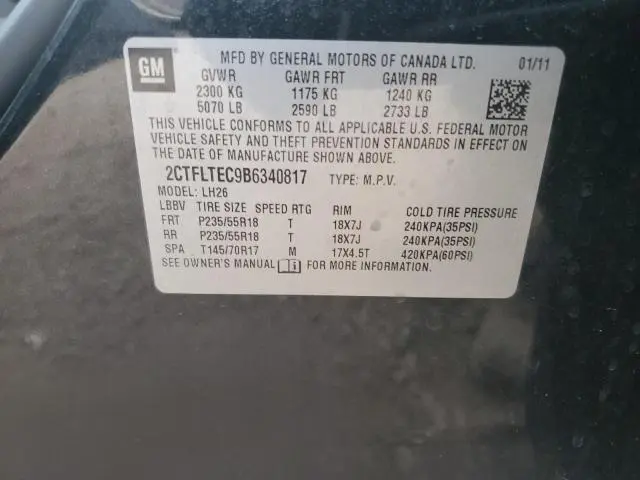 GM
MFD BY GENERAL MOTORS OF CANADA LTD. 01/11
GVWR GAWR FRT GAWR RR
2300 KG 1175 KG 1240 KG
5070 LB 2590 LB 2733 LB
THIS VEHICLE CONFORMS TO ALL APPLICABLE U.S. FEDERAL MOTOR
VEHICLE SAFETY AND THEFT PREVENTION STANDARDS IN EFFECT ON
THE DATE OF MANUFACTURE SHOWN ABOVE.
2CTFLTEC9B6340817 TYPE: M.P.V.
MODEL: LH26
LBBV TIRE SIZE SPEED RTG RIM COLD TIRE PRESSURE
FRT P235/55R18 T 18X7J 240KPA(35PSI)
RR P235/55R18 T 18X7J 240KPA(35PSI)
SPA T145/70R17 M 17X4.5T 420KPA(60PSI)
SEE OWNER'S MANUAL FOR MORE INFORMATION.